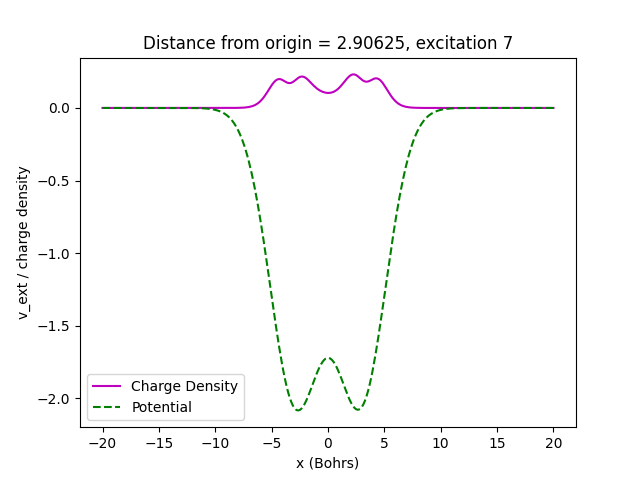 Distance from origin = 2.90625, excitation 7
v_ext / charge density
0.0
−0.5
−1.0
−1.5
−2.0
Charge Density
Potential
−20
−15
−10
−5
0
5
10
15
20
x (Bohrs)